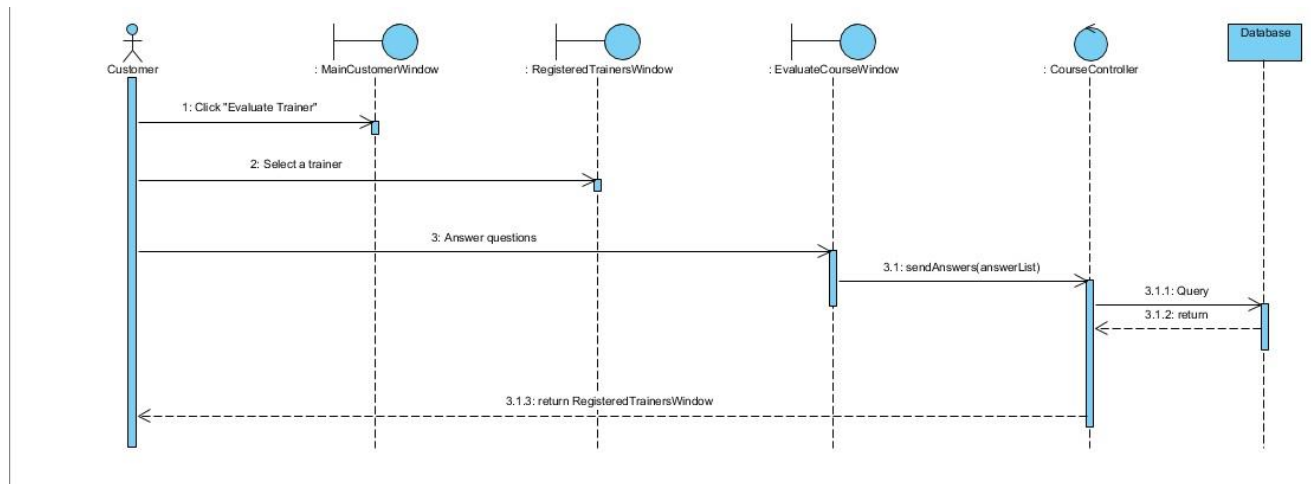 Database
Customer
: MainCustomerWindow
: RegisteredTrainersWindow
: EvaluateCourseWindow
: CourseController
1: Click "Evaluate Trainer"
2: Select a trainer
3: Answer questions
3.1: sendAnswers(answerList)
3.1.1: Query
3.1.2: return
3.1.3: return RegisteredTrainersWindow